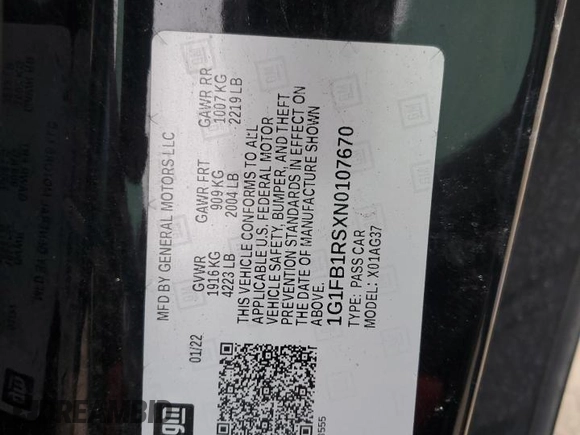 MFD BY GENERAL MOTORS LLC
01/22
GVWR GAWR FRT GAWR RR
1916 KG 909 KG 1007 KG
4223 LB 2004 LB 2219 LB
THIS VEHICLE CONFORMS TO ALL
APPLICABLE U.S. FEDERAL MOTOR
VEHICLE SAFETY, BUMPER, AND THEFT
PREVENTION STANDARDS IN EFFECT ON
THE DATE OF MANUFACTURE SHOWN
ABOVE.
1G1FB1RSXN0107670
TYPE: PASS CAR
MODEL: X01AG37
gm